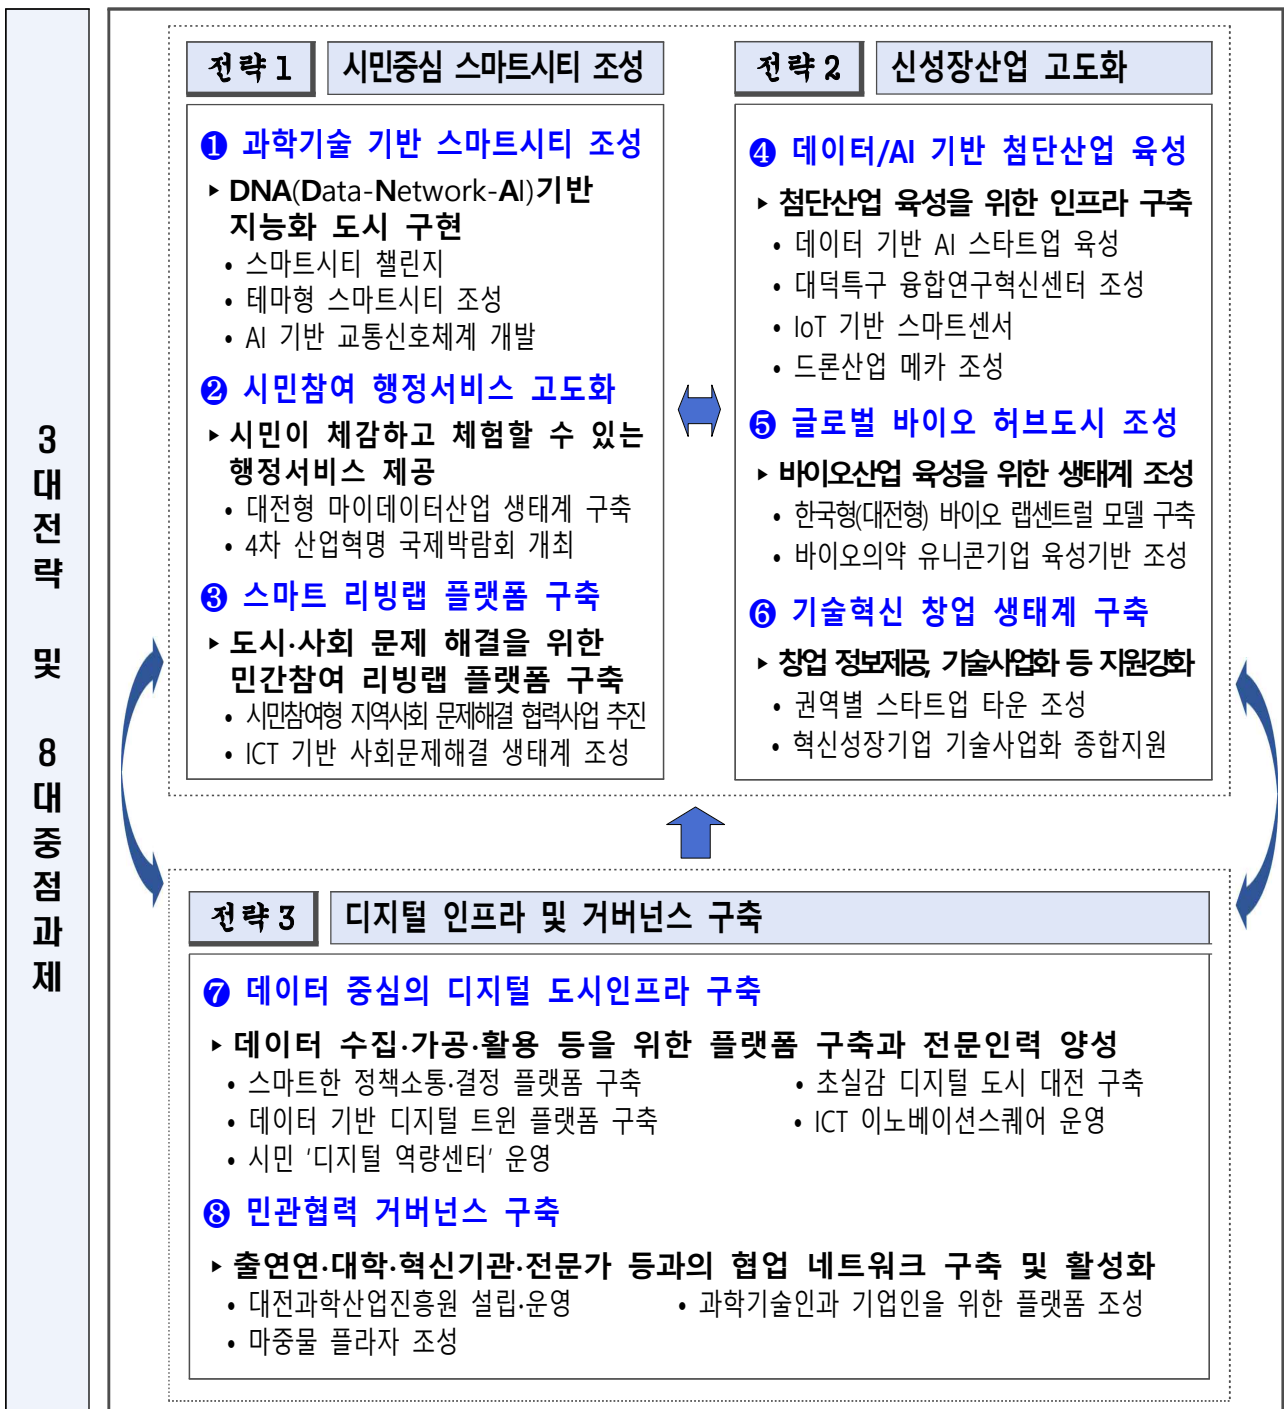 3대전략 및 8대중점과제
전략 1
시민중심 스마트시티 조성
❶ 과학기술 기반 스마트시티 조성
▸ DNA(Data-Network-AI)기반
지능화 도시 구현
• 스마트시티 챌린지
• 테마형 스마트시티 조성
• AI 기반 교통신호체계 개발
❷ 시민참여 행정서비스 고도화
▸ 시민이 체감하고 체험할 수 있는
행정서비스 제공
• 대전형 마이데이터산업 생태계 구축
• 4차 산업혁명 국제박람회 개최
❸ 스마트 리빙랩 플랫폼 구축
▸ 도시·사회 문제 해결을 위한
민간참여 리빙랩 플랫폼 구축
• 시민참여형 지역사회 문제해결 협력사업 추진
• ICT 기반 사회문제해결 생태계 조성
전략 2
신성장산업 고도화
❹ 데이터/AI 기반 첨단산업 육성
▸ 첨단산업 육성을 위한 인프라 구축
• 데이터 기반 AI 스타트업 육성
• 대덕특구 융합연구혁신센터 조성
• IoT 기반 스마트센서
• 드론산업 메카 조성
❺ 글로벌 바이오 허브도시 조성
▸ 바이오산업 육성을 위한 생태계 조성
• 한국형(대전형) 바이오 랩센트럴 모델 구축
• 바이오의약 유니콘기업 육성기반 조성
❻ 기술혁신 창업 생태계 구축
▸ 창업 정보제공, 기술사업화 등 지원강화
• 권역별 스타트업 타운 조성
• 혁신성장기업 기술사업화 종합지원
전략 3
디지털 인프라 및 거버넌스 구축
❼ 데이터 중심의 디지털 도시인프라 구축
▸ 데이터 수집·가공·활용 등을 위한 플랫폼 구축과 전문인력 양성
• 스마트한 정책소통·결정 플랫폼 구축
• 초실감 디지털 도시 대전 구축
• 데이터 기반 디지털 트윈 플랫폼 구축
• ICT 이노베이션스퀘어 운영
• 시민 '디지털 역량센터' 운영
❽ 민관협력 거버넌스 구축
▸ 출연연·대학·혁신기관·전문가 등과의 협업 네트워크 구축 및 활성화
• 대전과학산업진흥원 설립·운영
• 과학기술인과 기업인을 위한 플랫폼 조성
• 마중물 플라자 조성